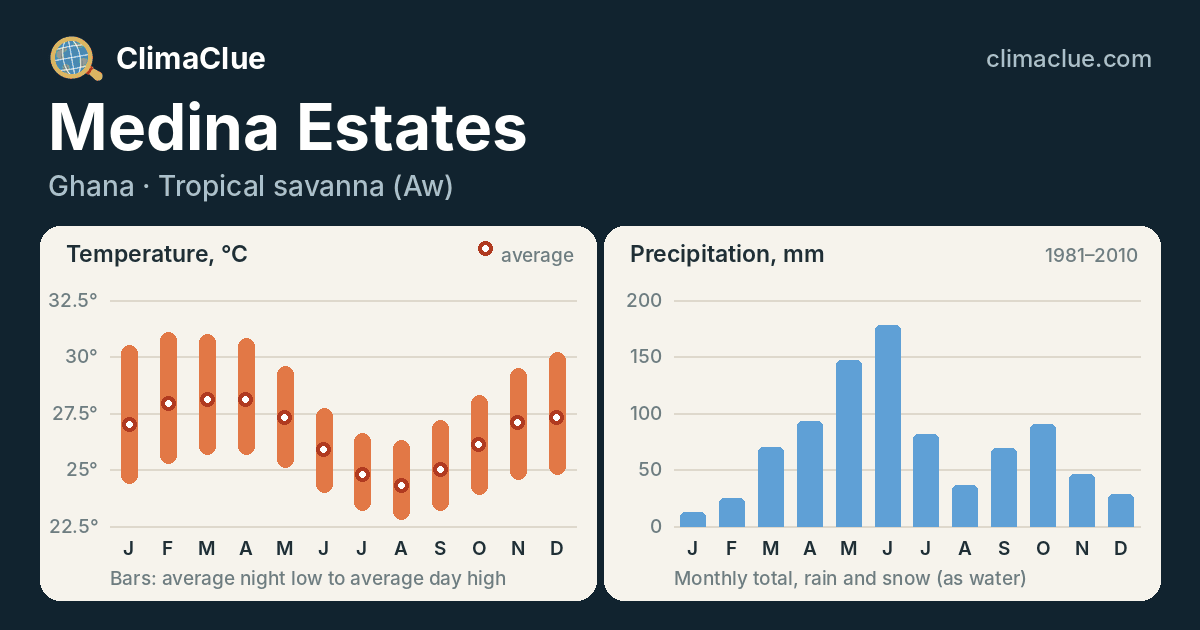 ClimaClue
climaclue.com
Medina Estates
Ghana · Tropical savanna (Aw)
Temperature, °C
average
32.5°
30°
27.5°
25°
22.5°
J F M A M J J A S O N D
Bars: average night low to average day high
Precipitation, mm
1981–2010
200
150
100
50
0
J F M A M J J A S O N D
Monthly total, rain and snow (as water)